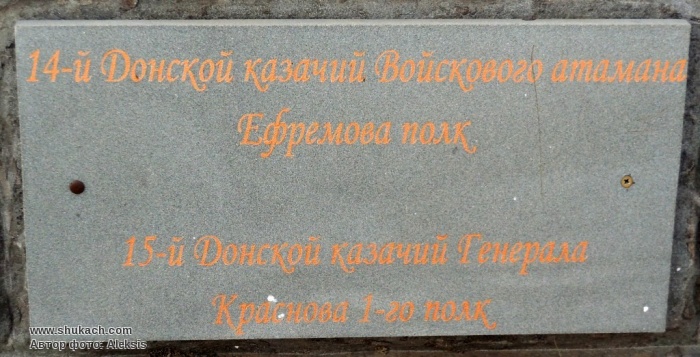 14-й Донской казачий Войскового атамана
Ефремова полк
15-й Донской казачий Генерала
Краснова 1-го полк
www.shukach.com
Автор фото: Aleksis